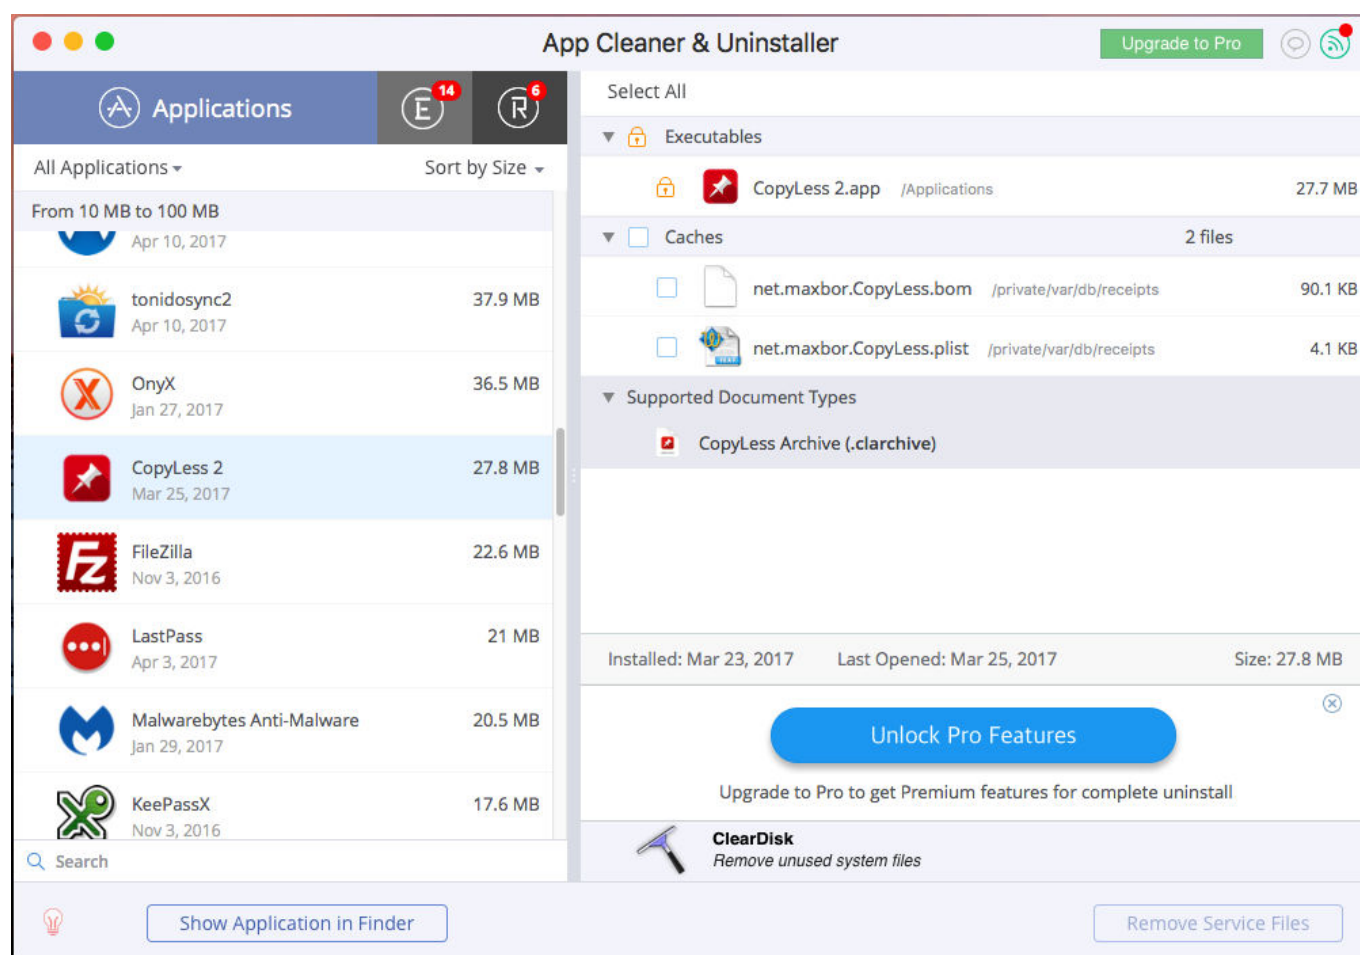 App Cleaner & Uninstaller
Upgrade to Pro
Applications
E 14
R 6
All Applications
Sort by Size
From 10 MB to 100 MB
Apr 10, 2017
tonidosync2
37.9 MB
Apr 10, 2017
OnyX
36.5 MB
Jan 27, 2017
CopyLess 2
27.8 MB
Mar 25, 2017
FileZilla
22.6 MB
Nov 3, 2016
LastPass
21 MB
Apr 3, 2017
Malwarebytes Anti-Malware
20.5 MB
Jan 29, 2017
KeePassX
17.6 MB
Nov 3, 2016
Search
Show Application in Finder
Select All
Executables
CopyLess 2.app /Applications 27.7 MB
Caches 2 files
net.maxbor.CopyLess.bom /private/var/db/receipts 90.1 KB
net.maxbor.CopyLess.plist /private/var/db/receipts 4.1 KB
Supported Document Types
CopyLess Archive (.clarchive)
Installed: Mar 23, 2017 Last Opened: Mar 25, 2017 Size: 27.8 MB
Unlock Pro Features
Upgrade to Pro to get Premium features for complete uninstall
ClearDisk
Remove unused system files
Remove Service Files